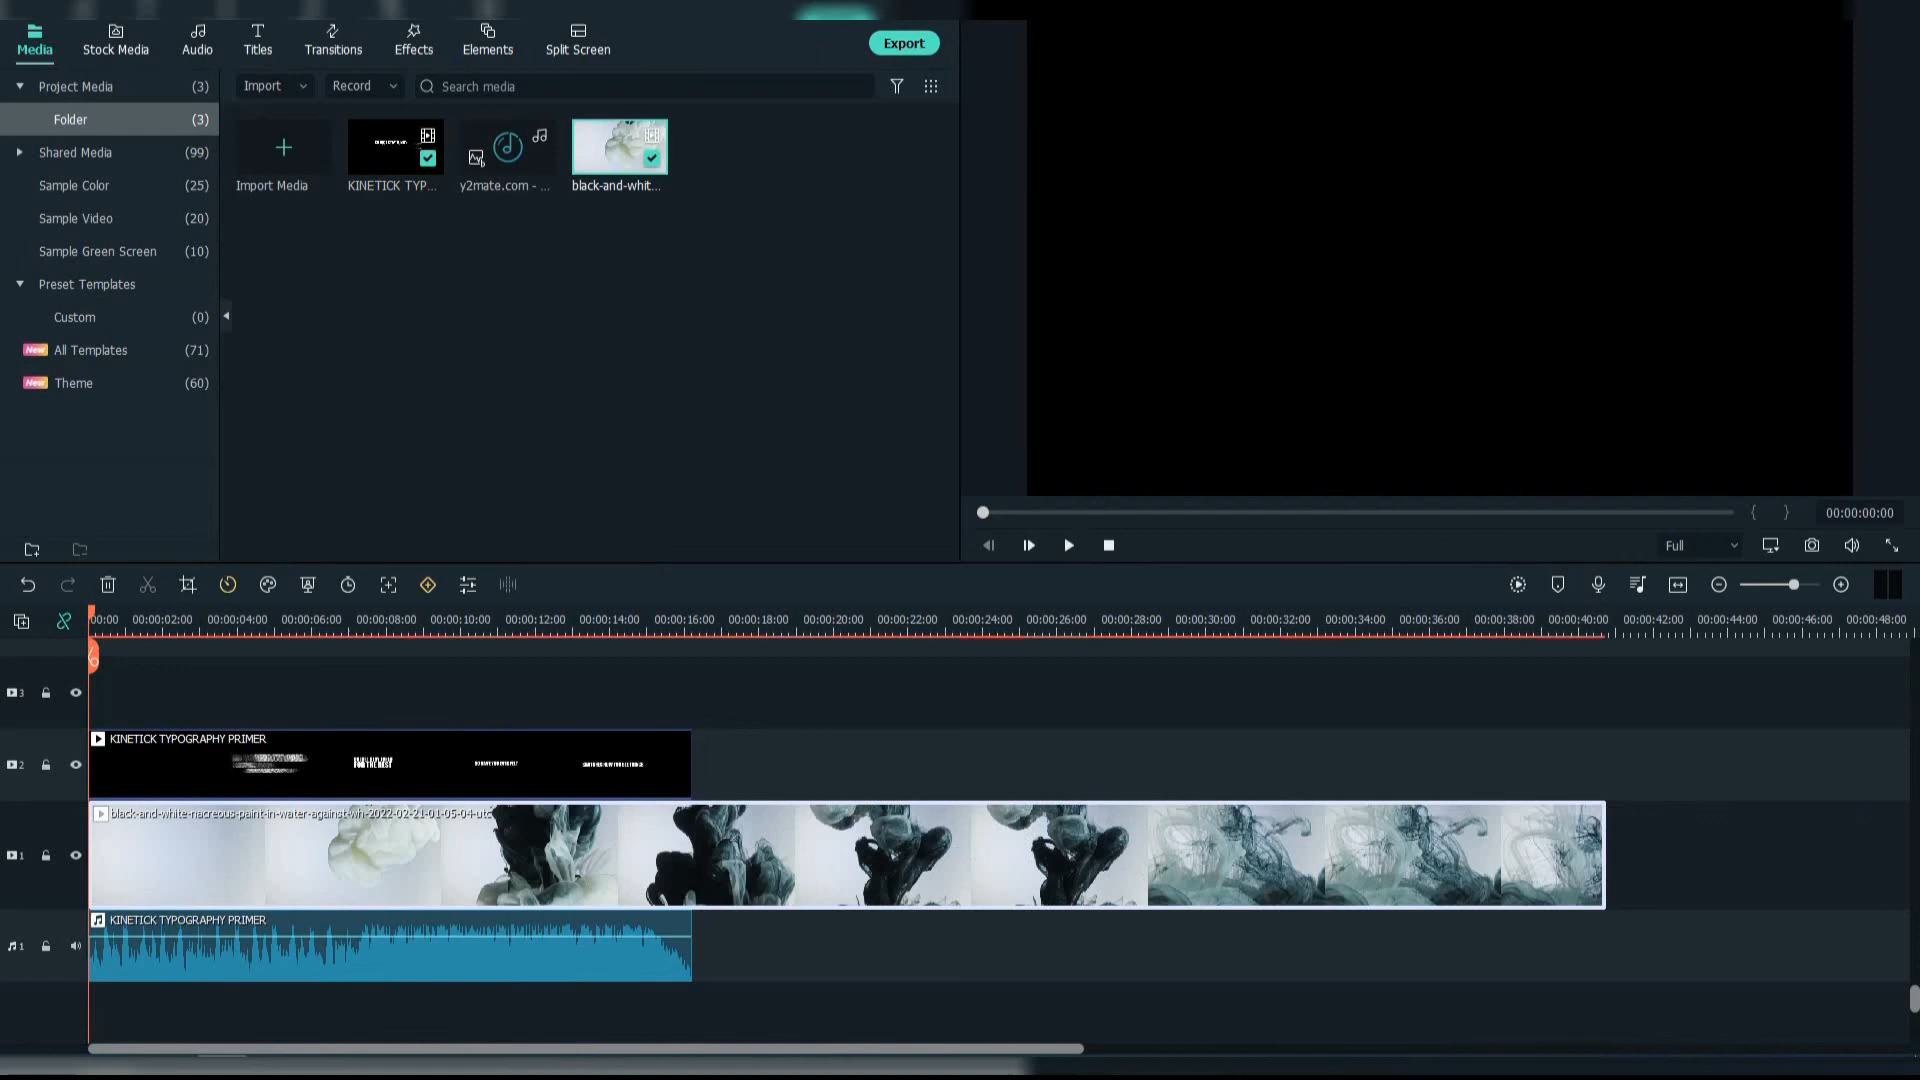 Media
Stock Media
Audio
Titles
Transitions
Effects
Elements
Split Screen
Export
Project Media (3)
Folder (3)
Shared Media (99)
Sample Color (25)
Sample Video (20)
Sample Green Screen (10)
Preset Templates
Custom (0)
New All Templates (71)
New Theme (60)
Import
Record
Search media
Import Media
KINETICK TYP...
y2mate.com - ...
black-and-whit...
00:00:00:00
Full
00:00 00:00:02:00 00:00:04:00 00:00:06:00 00:00:08:00 00:00:10:00 00:00:12:00 00:00:14:00 00:00:16:00 00:00:18:00 00:00:20:00 00:00:22:00 00:00:24:00 00:00:26:00 00:00:28:00 00:00:30:00 00:00:32:00 00:00:34:00 00:00:36:00 00:00:38:00 00:00:40:00 00:00:42:00 00:00:44:00 00:00:46:00 00:00:48:00
3
KINETICK TYPOGRAPHY PRIMER
2
FOR THE BEST
black-and-white-nacreous-paint-in-water-against-wh-2022-02-21-01-05-04-utc
1
KINETICK TYPOGRAPHY PRIMER
1